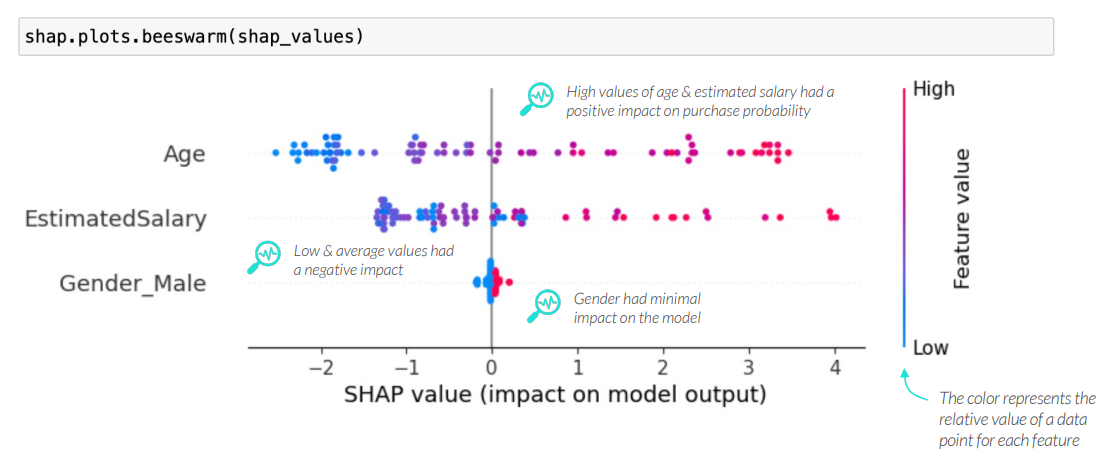 shap.plots.beeswarm(shap_values)
High values of age & estimated salary had a
positive impact on purchase probability
High
Age
EstimatedSalary
Low & average values had
a negative impact
Gender_Male
Gender had minimal
impact on the model
Feature value
Low
−2 −1 0 1 2 3 4
SHAP value (impact on model output)
The color represents the
relative value of a data
point for each feature